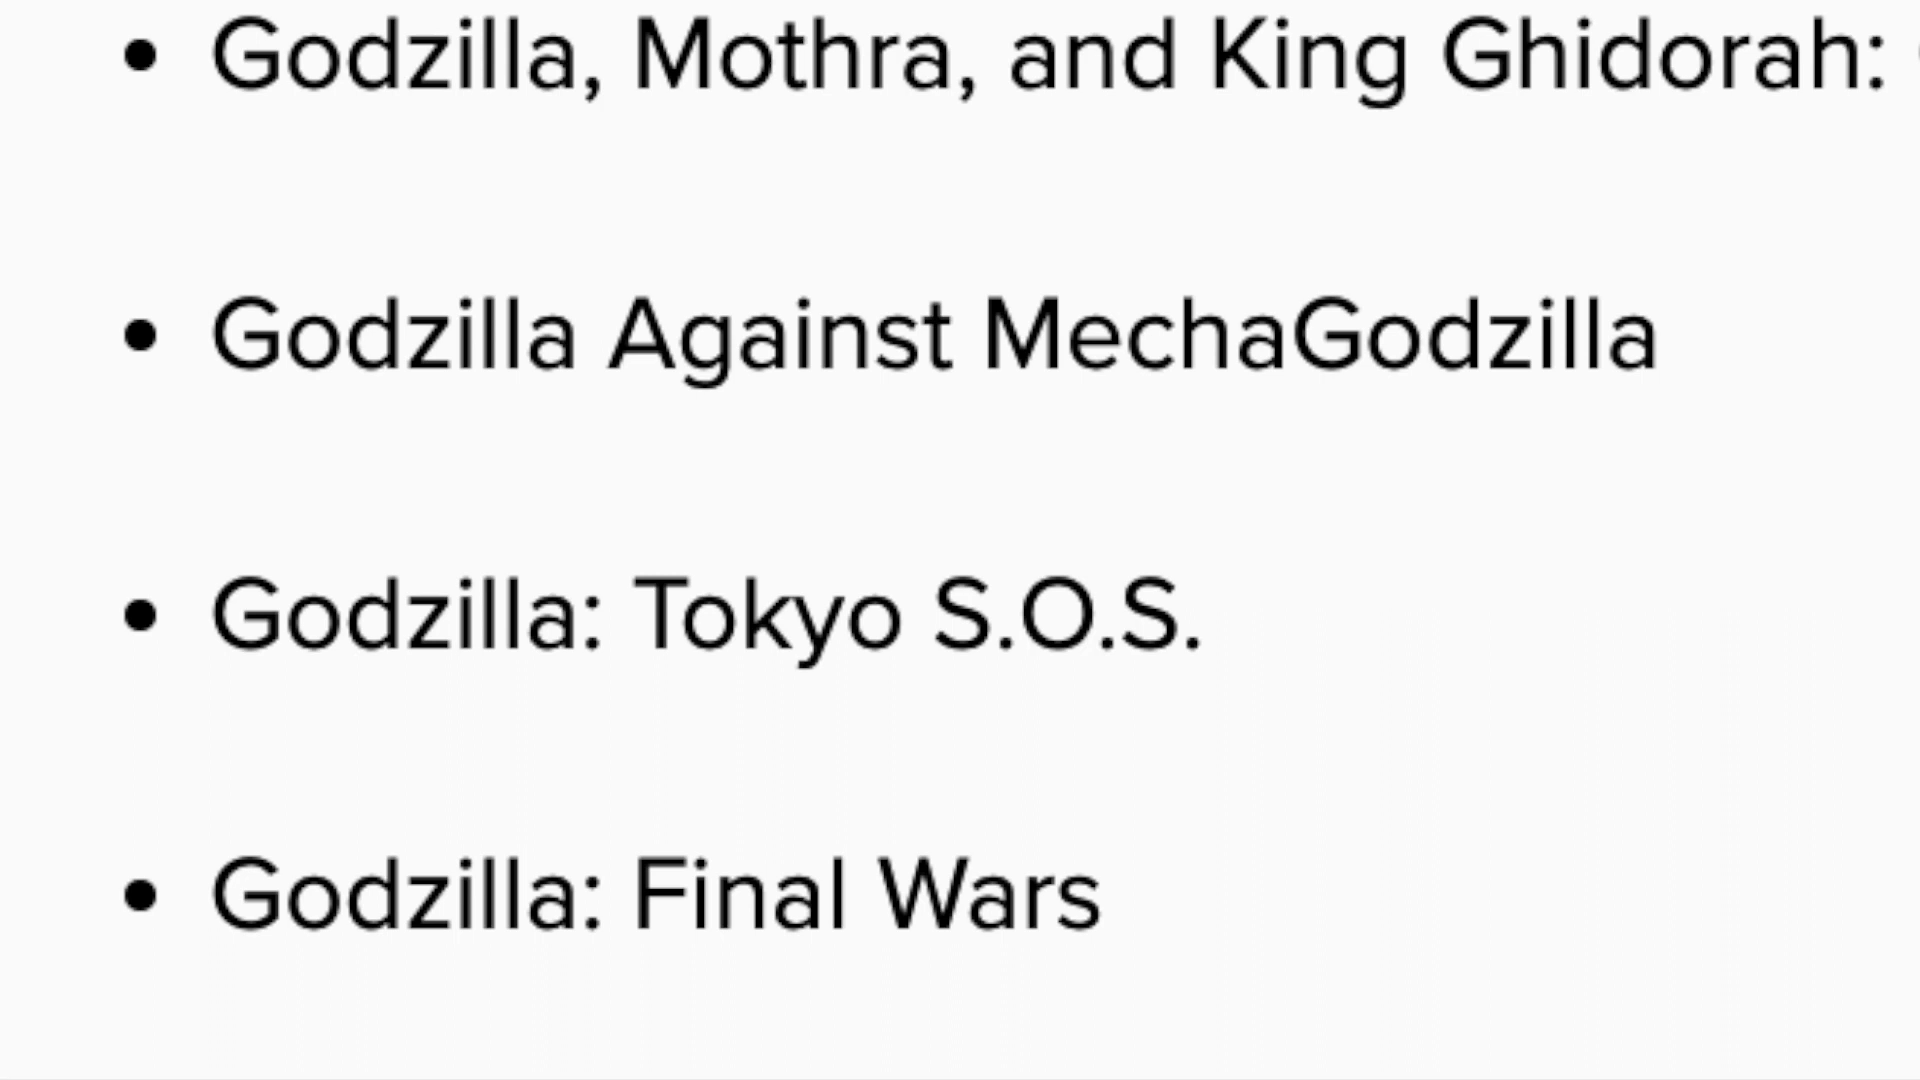 • Godzilla, Mothra, and King Ghidorah:
• Godzilla Against MechaGodzilla
• Godzilla: Tokyo S.O.S.
• Godzilla: Final Wars